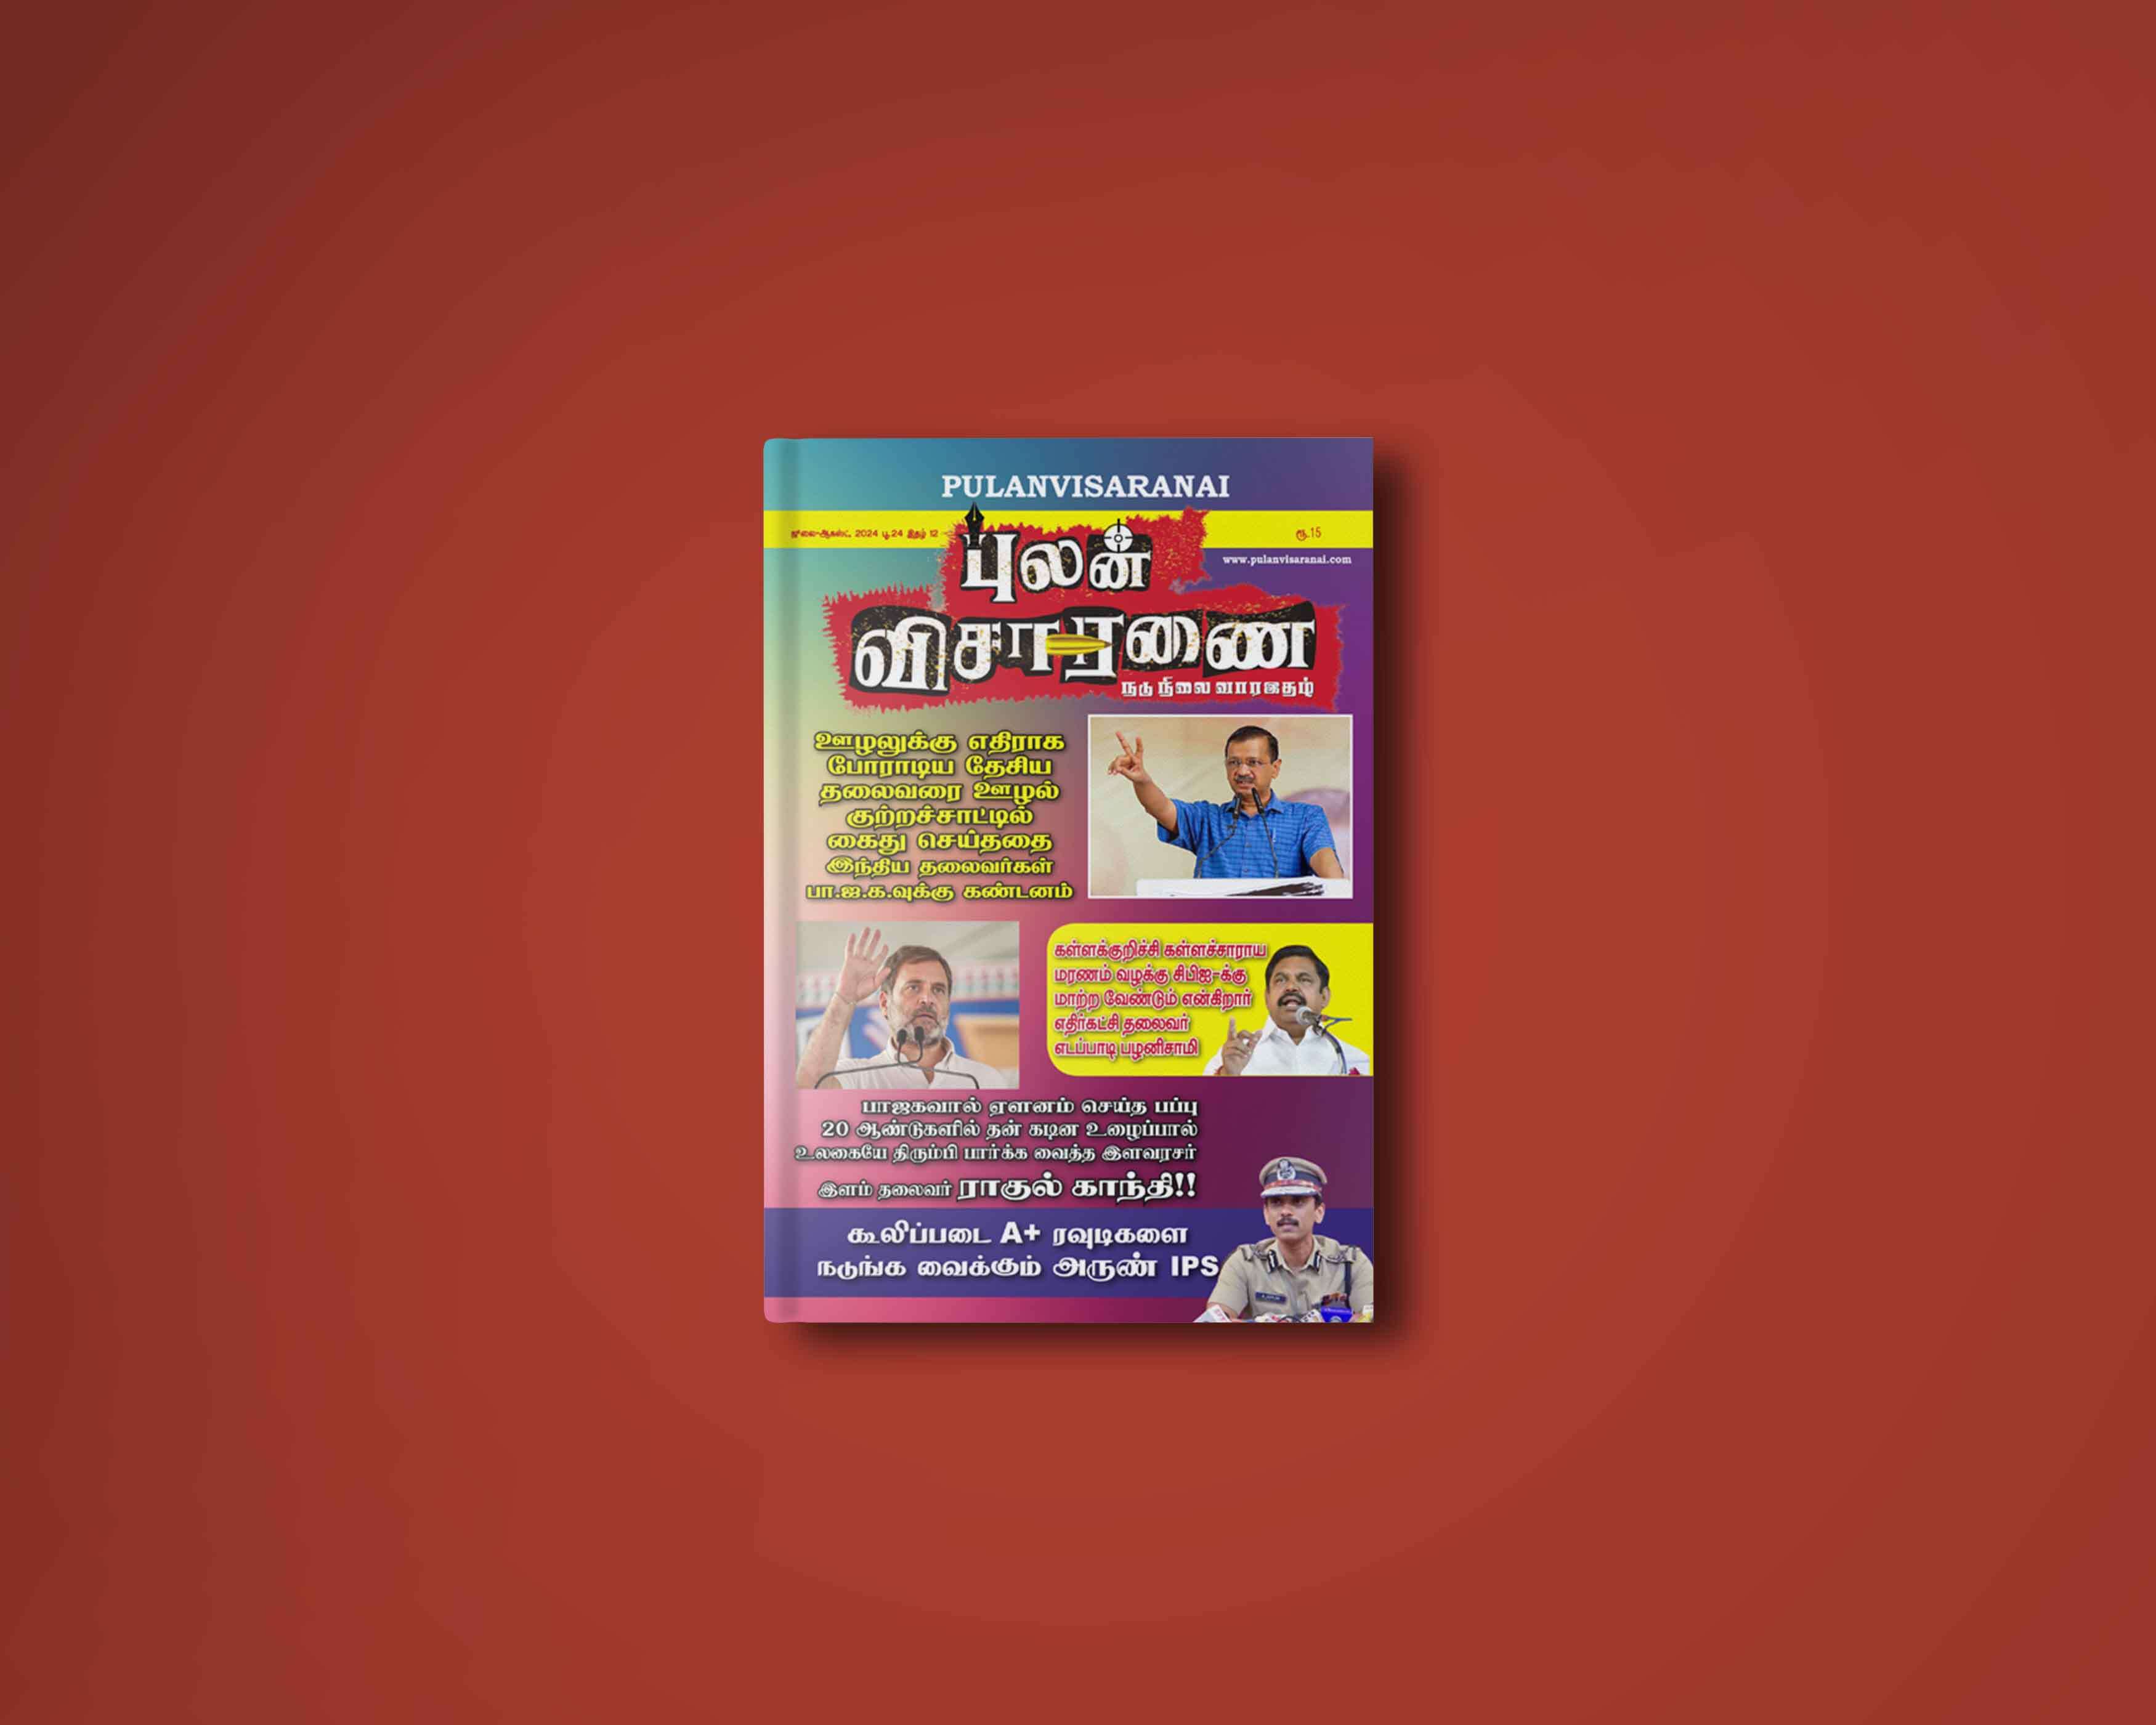 PULANVISARANAI
ஜூலை-ஆகஸ்ட், 2024 பூ.24 இதழ் 12
ரூ.15
www.pulanvisaranai.com
புலன்
விசாரணை
நடு நிலை வாரஇதழ்
ஊழலுக்கு எதிராக
போராடிய தேசிய
தலைவரை ஊழல்
குற்றச்சாட்டில்
கைது செய்ததை
இந்திய தலைவர்கள்
பா.ஜ.க.வுக்கு கண்டனம்
கள்ளக்குறிச்சி கள்ளச்சாராய
மரணம் வழக்கு சிபிஐ-க்கு
மாற்ற வேண்டும் என்கிறார்
எதிர்கட்சி தலைவர்
எடப்பாடி பழனிசாமி
பாஜகவால் ஏளனம் செய்த பப்பு
20 ஆண்டுகளில் தன் கடின உழைப்பால்
உலகையே திரும்பி பார்க்க வைத்த இளவரசர்
இளம் தலைவர் ராகுல் காந்தி!!
கூலிப்படை A+ ரவுடிகளை
நடுங்க வைக்கும் அருண் IPS